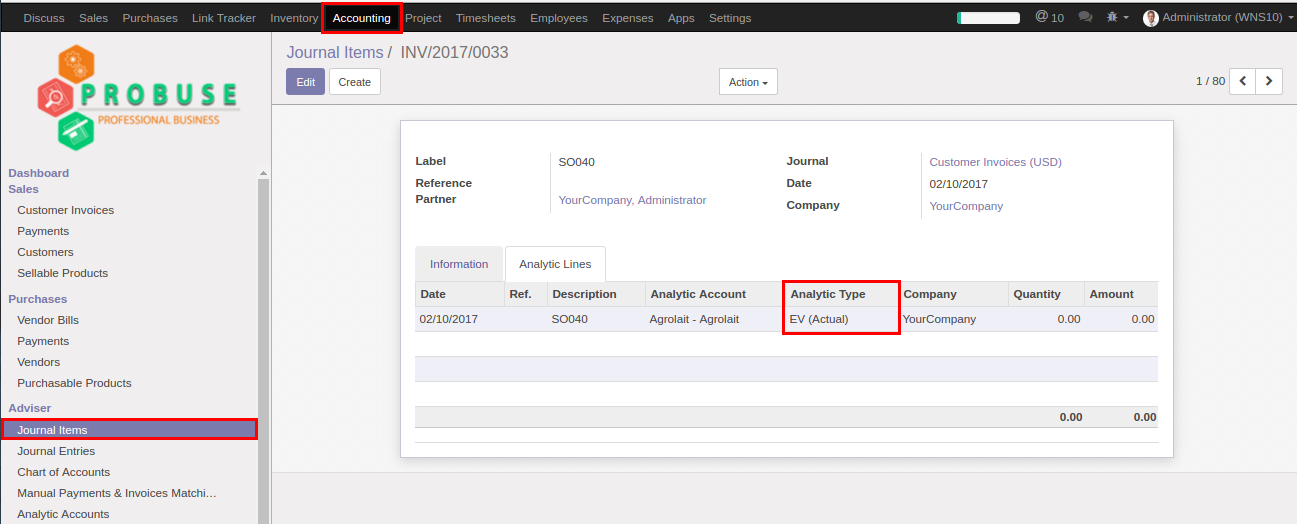 Discuss Sales Purchases Link Tracker Inventory Accounting Project Timesheets Employees Expenses Apps Settings @ 10 Administrator (WNS10)
PROBUSE
PROFESSIONAL BUSINESS
Dashboard
Sales
Customer Invoices
Payments
Customers
Sellable Products
Purchases
Vendor Bills
Payments
Vendors
Purchasable Products
Adviser
Journal Items
Journal Entries
Chart of Accounts
Manual Payments & Invoices Matchi…
Analytic Accounts
Journal Items / INV/2017/0033
Edit Create Action 1 / 80
Label SO040 Journal Customer Invoices (USD)
Reference Date 02/10/2017
Partner YourCompany, Administrator Company YourCompany
Information Analytic Lines
Date Ref. Description Analytic Account Analytic Type Company Quantity Amount
02/10/2017 SO040 Agrolait - Agrolait EV (Actual) YourCompany 0.00 0.00
0.00 0.00